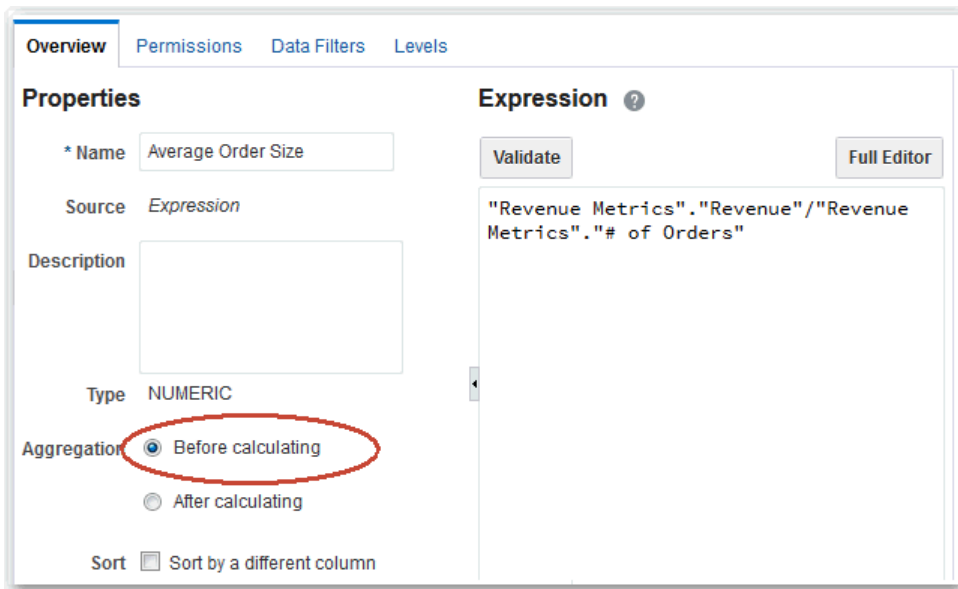 Overview Permissions Data Filters Levels
Properties
* Name Average Order Size
Source Expression
Description
Type NUMERIC
Aggregation Before calculating
After calculating
Sort Sort by a different column
Expression ?
Validate Full Editor
"Revenue Metrics"."Revenue"/"Revenue
Metrics"."# of Orders"